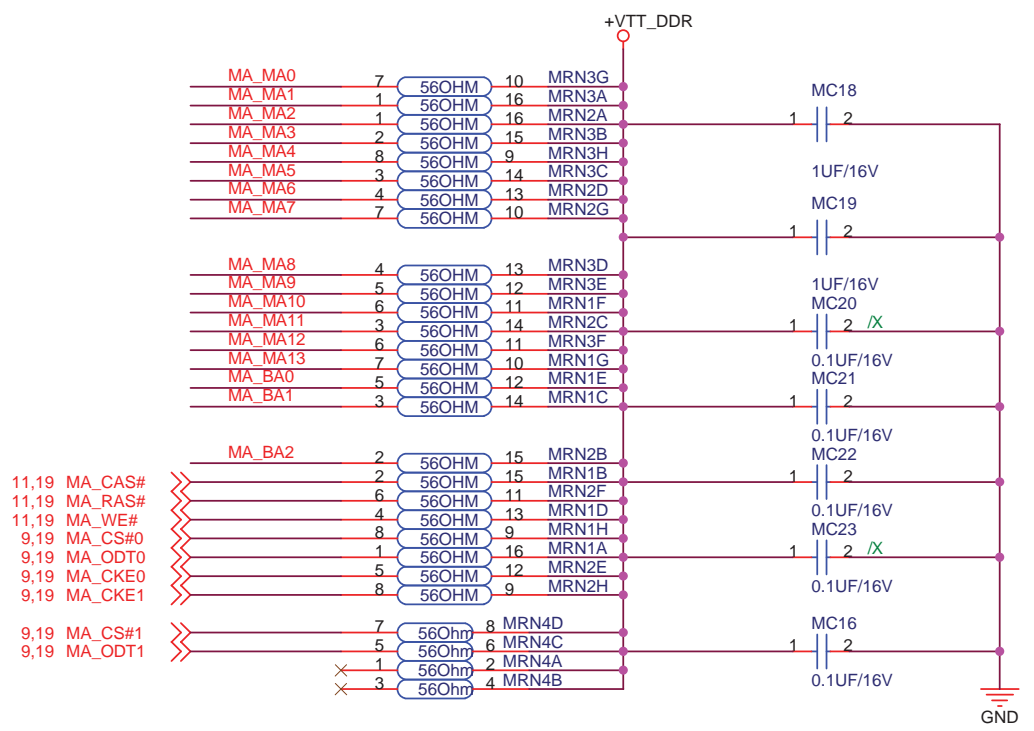 +VTT_DDR
MA_MA0 7 56OHM 10 MRN3G
MA_MA1 1 56OHM 16 MRN3A
MA_MA2 1 56OHM 16 MRN2A
MA_MA3 2 56OHM 15 MRN3B
MA_MA4 8 56OHM 9 MRN3H
MA_MA5 3 56OHM 14 MRN3C
MA_MA6 4 56OHM 13 MRN2D
MA_MA7 7 56OHM 10 MRN2G
MC18
1 2
1UF/16V
MC19
1 2
1UF/16V
MA_MA8 4 56OHM 13 MRN3D
MA_MA9 5 56OHM 12 MRN3E
MA_MA10 6 56OHM 11 MRN1F
MA_MA11 3 56OHM 14 MRN2C
MA_MA12 6 56OHM 11 MRN3F
MA_MA13 7 56OHM 10 MRN1G
MA_BA0 5 56OHM 12 MRN1E
MA_BA1 3 56OHM 14 MRN1C
MC20
1 2 /X
0.1UF/16V
MC21
1 2
0.1UF/16V
MA_BA2 2 56OHM 15 MRN2B
11,19 MA_CAS# 2 56OHM 15 MRN1B
11,19 MA_RAS# 6 56OHM 11 MRN2F
11,19 MA_WE# 4 56OHM 13 MRN1D
9,19 MA_CS#0 8 56OHM 9 MRN1H
9,19 MA_ODT0 1 56OHM 16 MRN1A
9,19 MA_CKE0 5 56OHM 12 MRN2E
9,19 MA_CKE1 8 56OHM 9 MRN2H
MC22
1 2
0.1UF/16V
MC23
1 2 /X
0.1UF/16V
9,19 MA_CS#1 7 56Ohm 8 MRN4D
9,19 MA_ODT1 5 56Ohm 6 MRN4C
1 56Ohm 2 MRN4A
3 56Ohm 4 MRN4B
MC16
1 2
0.1UF/16V
GND